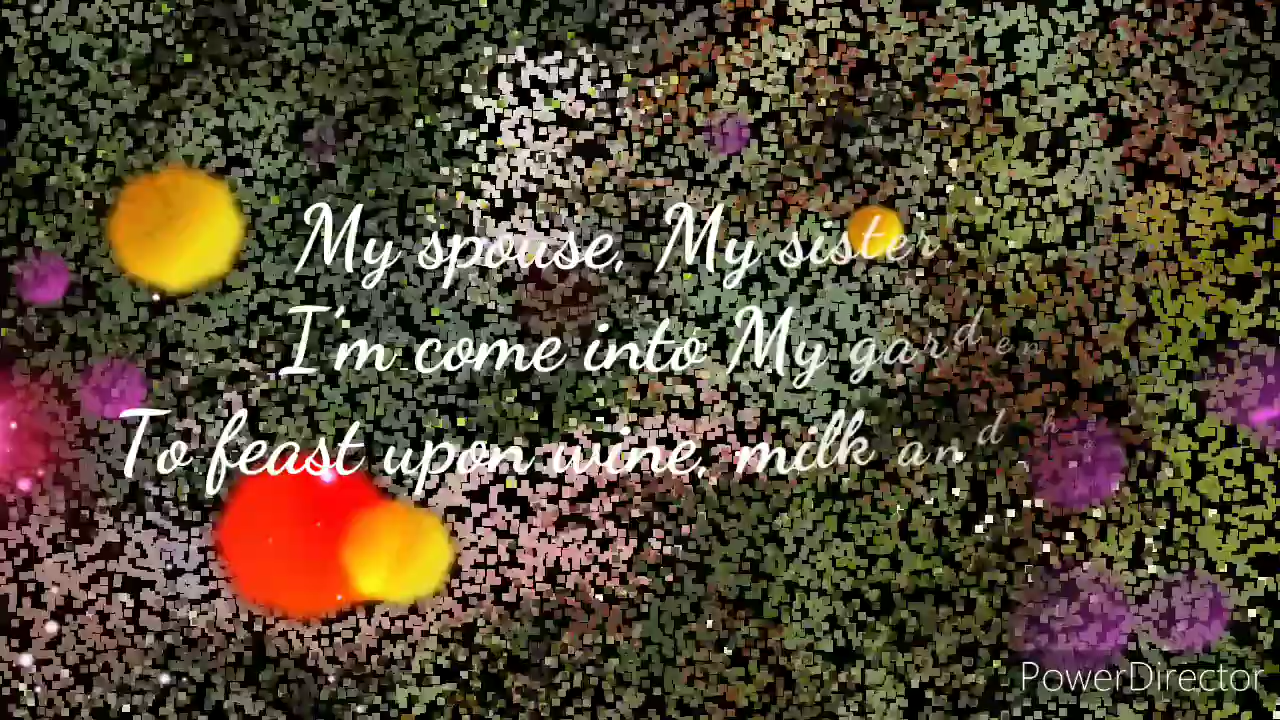 My spouse, My sister
I'm come into My garden
To feast upon wine, milk and
PowerDirector